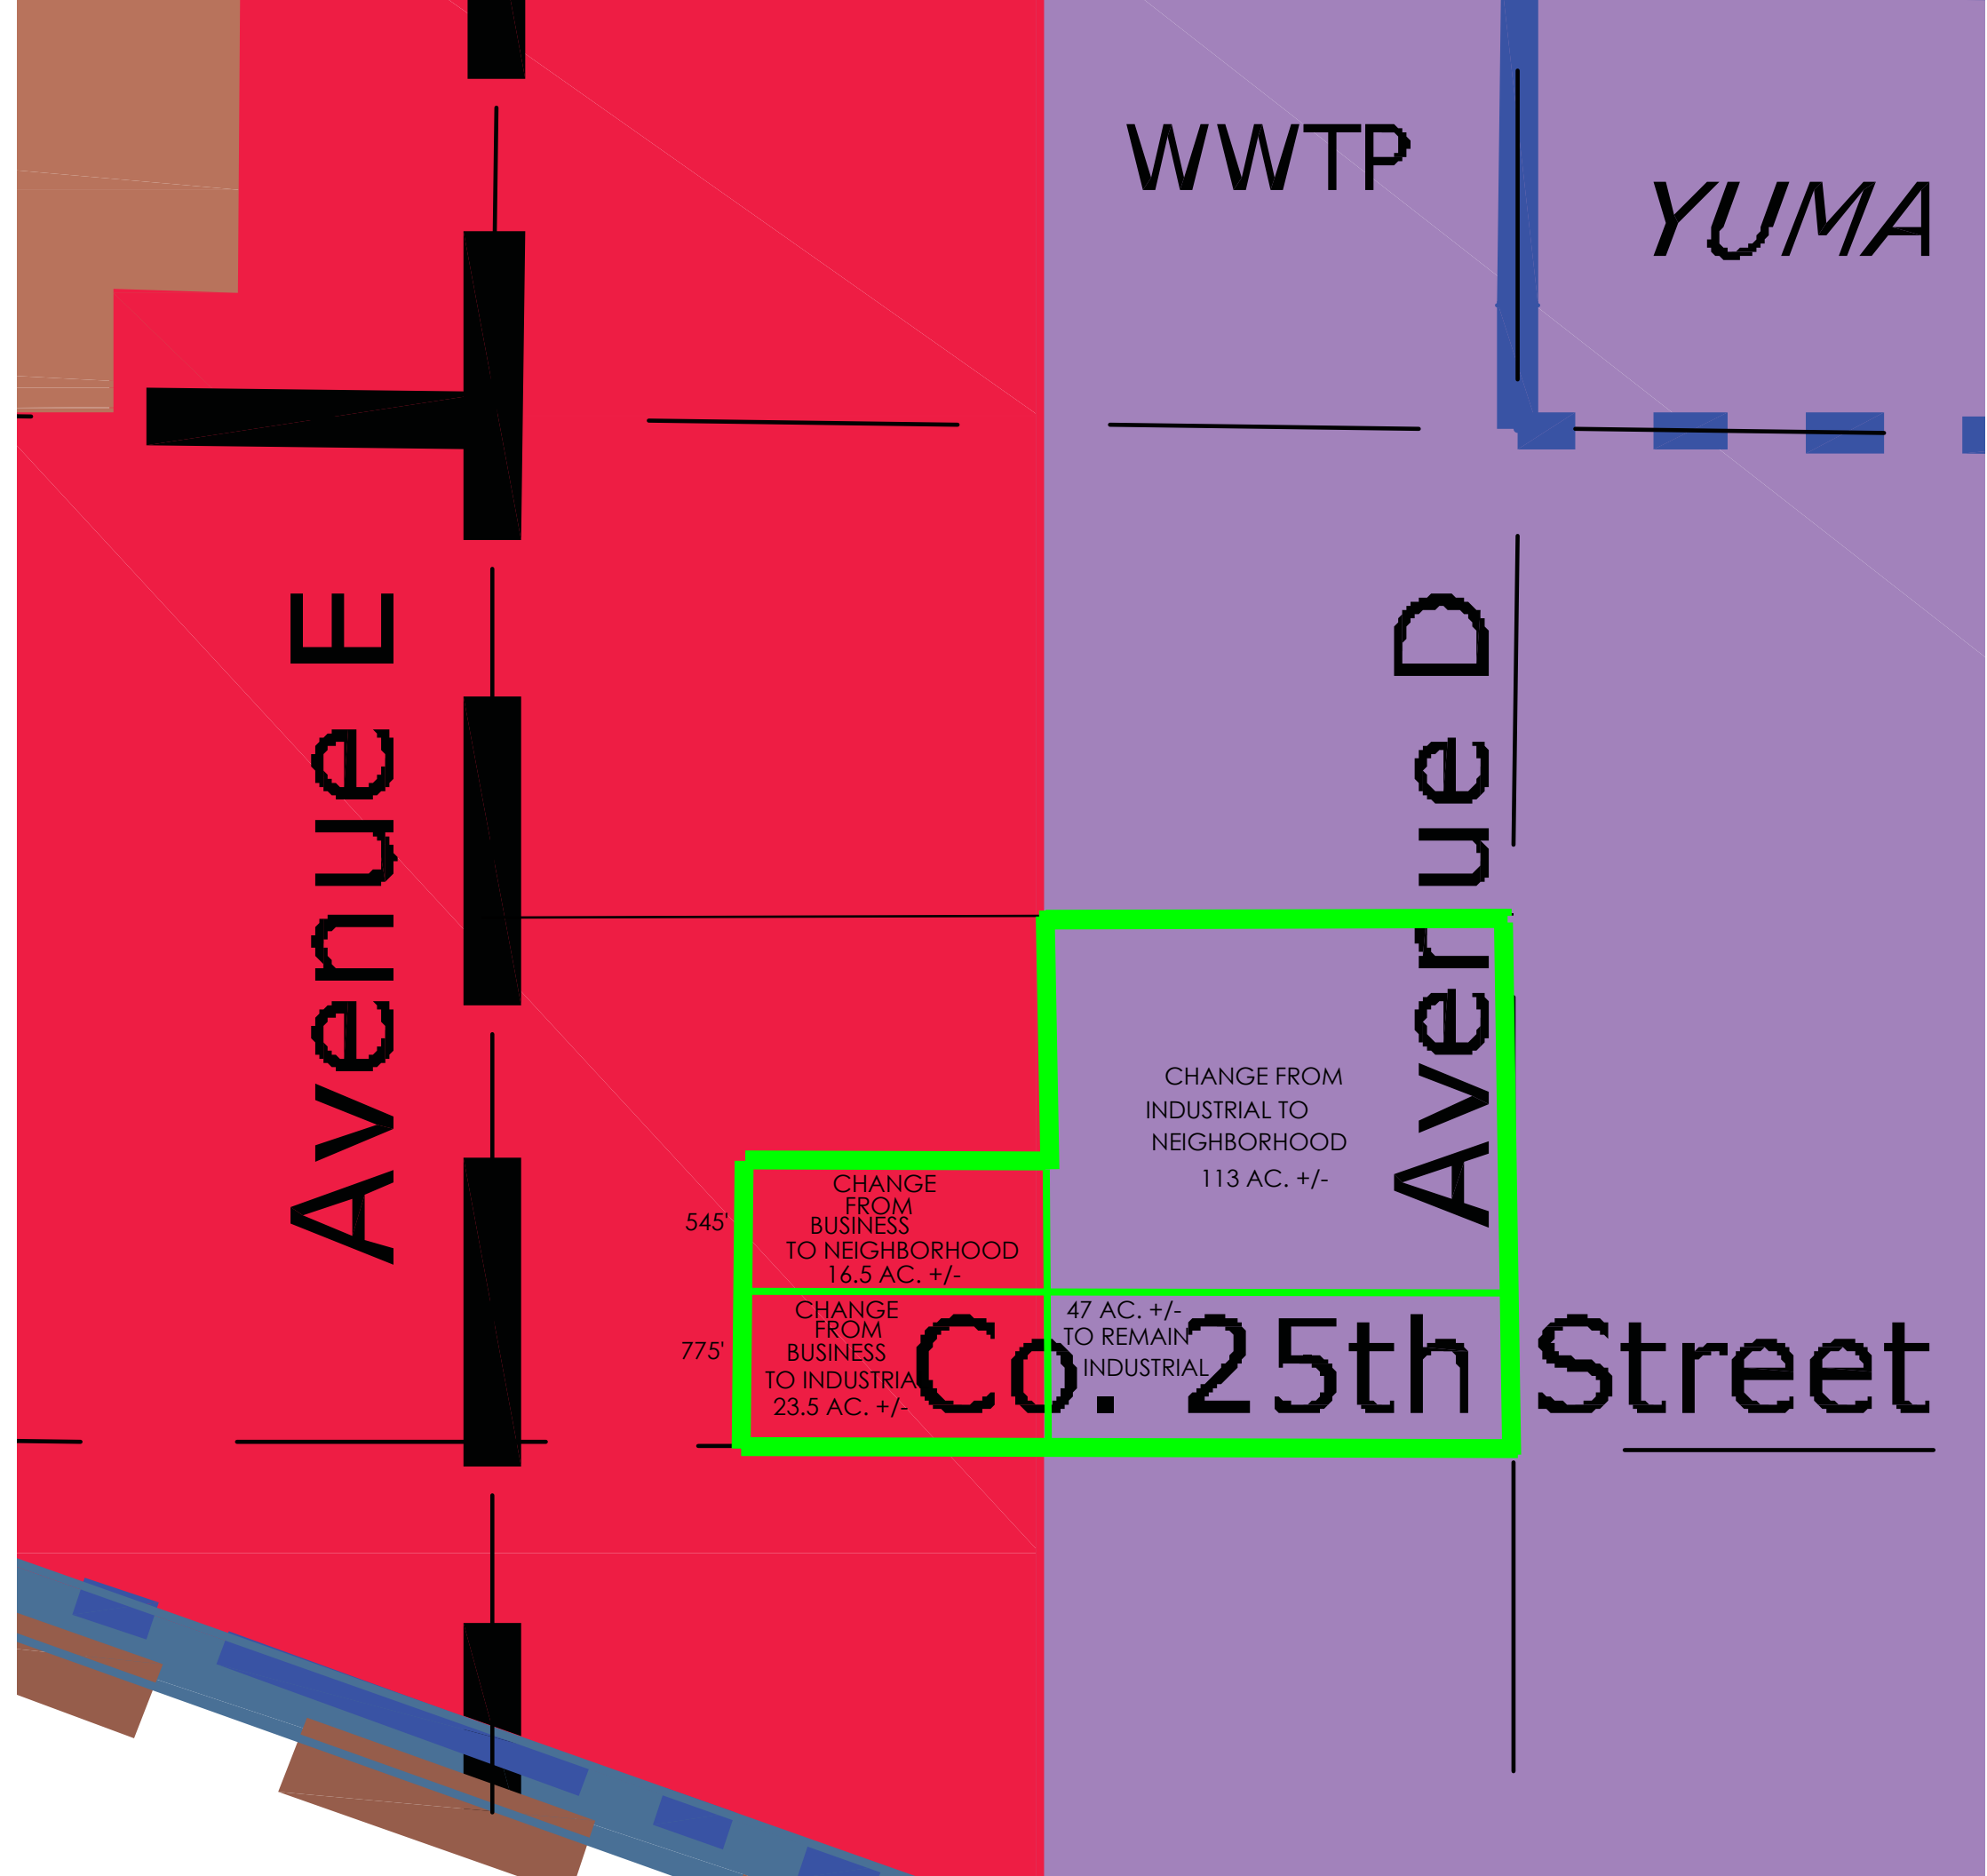 WWTP
YUMA
Avenue E
Avenue D
CHANGE FROM
INDUSTRIAL TO
NEIGHBORHOOD
113 AC. +/-
545'
CHANGE
FROM
BUSINESS
TO NEIGHBORHOOD
16.5 AC. +/-
775'
CHANGE
FROM
BUSINESS
TO INDUSTRIA
23.5 AC. +/-
47 AC. +/-
TO REMAIN
INDUSTRIAL
Co. 25th Street